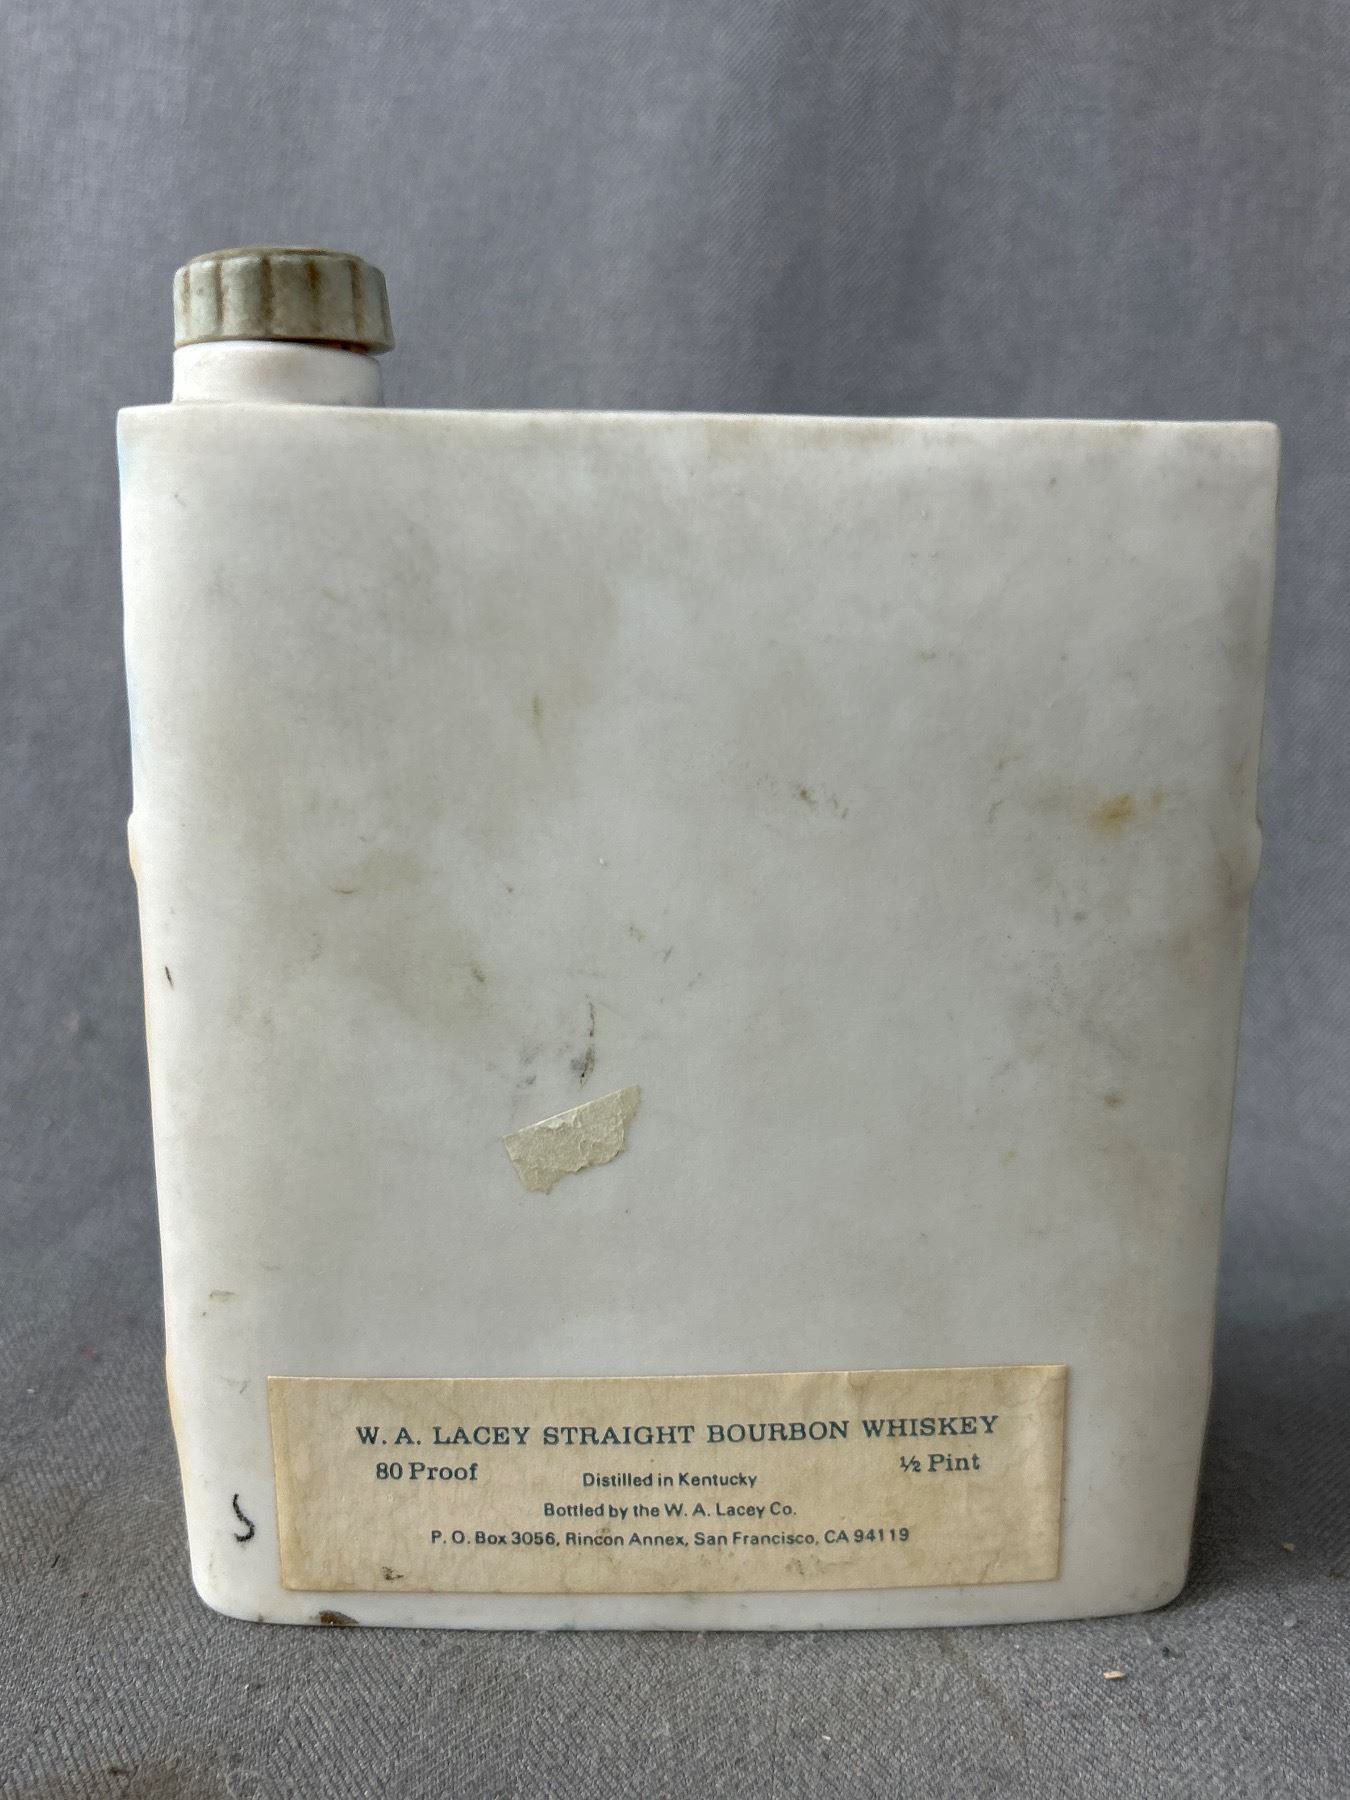 W. A. LACEY STRAIGHT BOURBON WHISKEY
80 Proof ½ Pint
Distilled in Kentucky
Bottled by the W. A. Lacey Co.
P. O. Box 3056, Rincon Annex, San Francisco, CA 94119